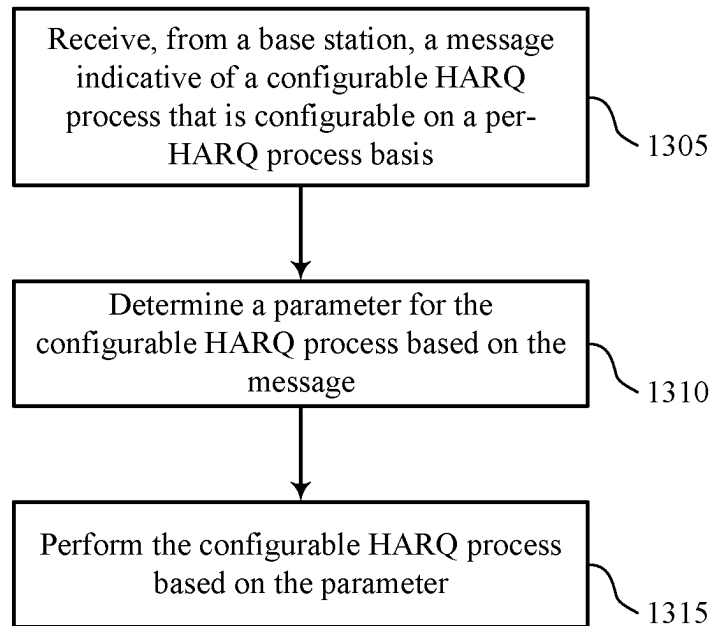 Receive, from a base station, a message
indicative of a configurable HARQ
process that is configurable on a per-
HARQ process basis
1305
Determine a parameter for the
configurable HARQ process based on the
message
1310
Perform the configurable HARQ process
based on the parameter
1315